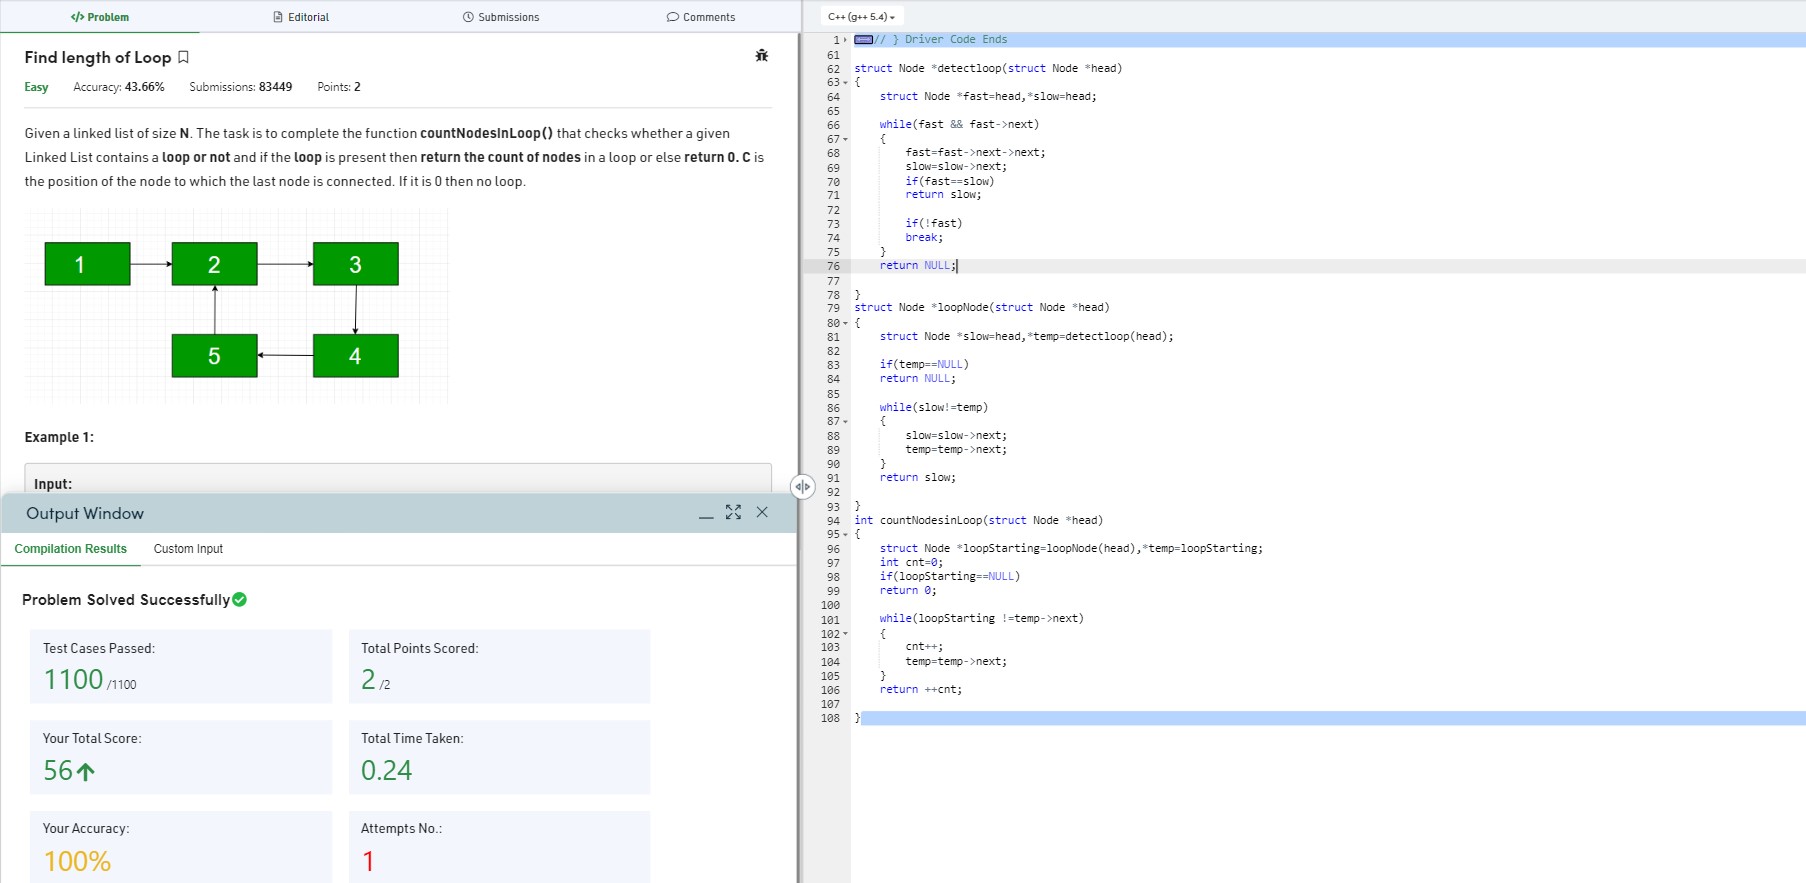 </> Problem
Editorial
Submissions
Comments
Find length of Loop
Easy Accuracy: 43.66% Submissions: 83449 Points: 2
Given a linked list of size N. The task is to complete the function countNodesInLoop() that checks whether a given
Linked List contains a loop or not and if the loop is present then return the count of nodes in a loop or else return 0. C is
the position of the node to which the last node is connected. If it is 0 then no loop.
1
2
3
5
4
Example 1:
Input:
Output Window
Compilation Results
Custom Input
Problem Solved Successfully
Test Cases Passed:
1100 /1100
Total Points Scored:
2 /2
Your Total Score:
56
Total Time Taken:
0.24
Your Accuracy:
100%
Attempts No.:
1
C++ (g++ 5.4)
1 // } Driver Code Ends
61
62 struct Node *detectloop(struct Node *head)
63 {
64 struct Node *fast=head,*slow=head;
65
66 while(fast && fast->next)
67 {
68 fast=fast->next->next;
69 slow=slow->next;
70 if(fast==slow)
71 return slow;
72
73 if(!fast)
74 break;
75 }
76 return NULL;
77
78 }
79 struct Node *loopNode(struct Node *head)
80 {
81 struct Node *slow=head,*temp=detectloop(head);
82
83 if(temp==NULL)
84 return NULL;
85
86 while(slow!=temp)
87 {
88 slow=slow->next;
89 temp=temp->next;
90 }
91 return slow;
92
93 }
94 int countNodesinLoop(struct Node *head)
95 {
96 struct Node *loopStarting=loopNode(head),*temp=loopStarting;
97 int cnt=0;
98 if(loopStarting==NULL)
99 return 0;
100
101 while(loopStarting !=temp->next)
102 {
103 cnt++;
104 temp=temp->next;
105 }
106 return ++cnt;
107
108 }